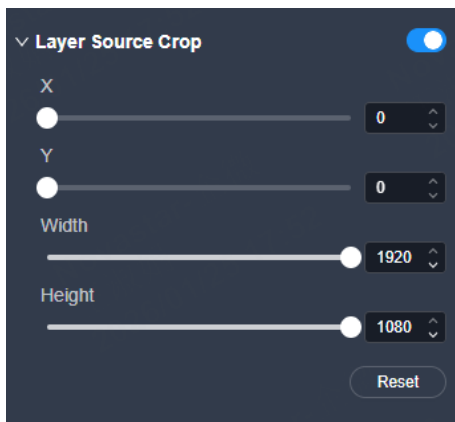 Layer Source Crop
X
0
Y
0
Width
1920
Height
1080
Reset